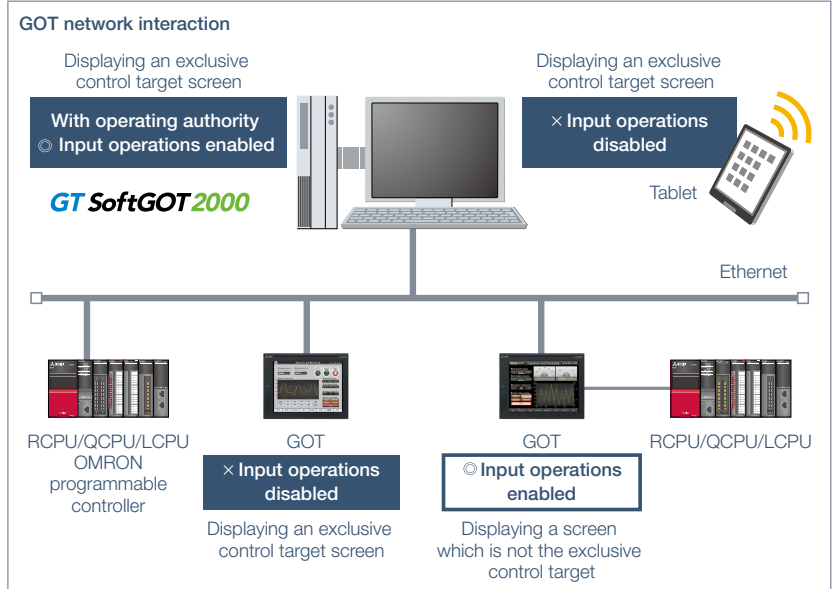 GOT network interaction
Displaying an exclusive
control target screen
With operating authority
◎ Input operations enabled
GT SoftGOT2000
Displaying an exclusive
control target screen
× Input operations
disabled
Tablet
Ethernet
RCPU/QCPU/LCPU
OMRON
programmable
controller
GOT
× Input operations
disabled
Displaying an exclusive
control target screen
GOT
◎ Input operations
enabled
Displaying a screen
which is not the exclusive
control target
RCPU/QCPU/LCPU